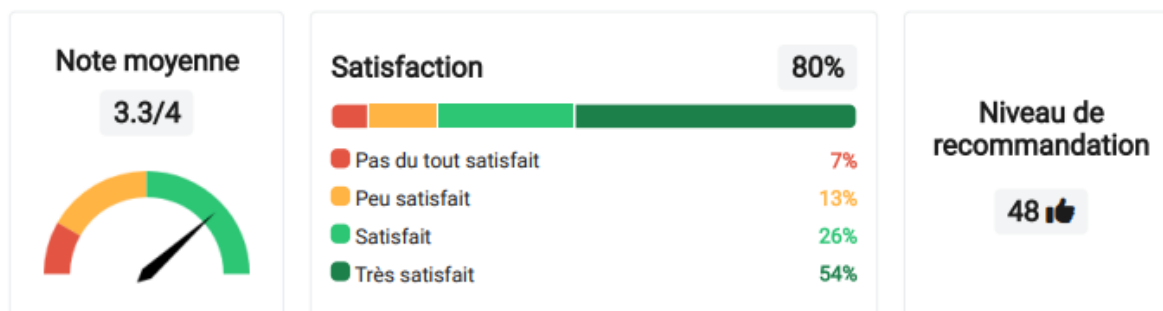 Note moyenne
3.3/4
Satisfaction
80%
Pas du tout satisfait
7%
Peu satisfait
13%
Satisfait
26%
Très satisfait
54%
Niveau de
recommandation
48